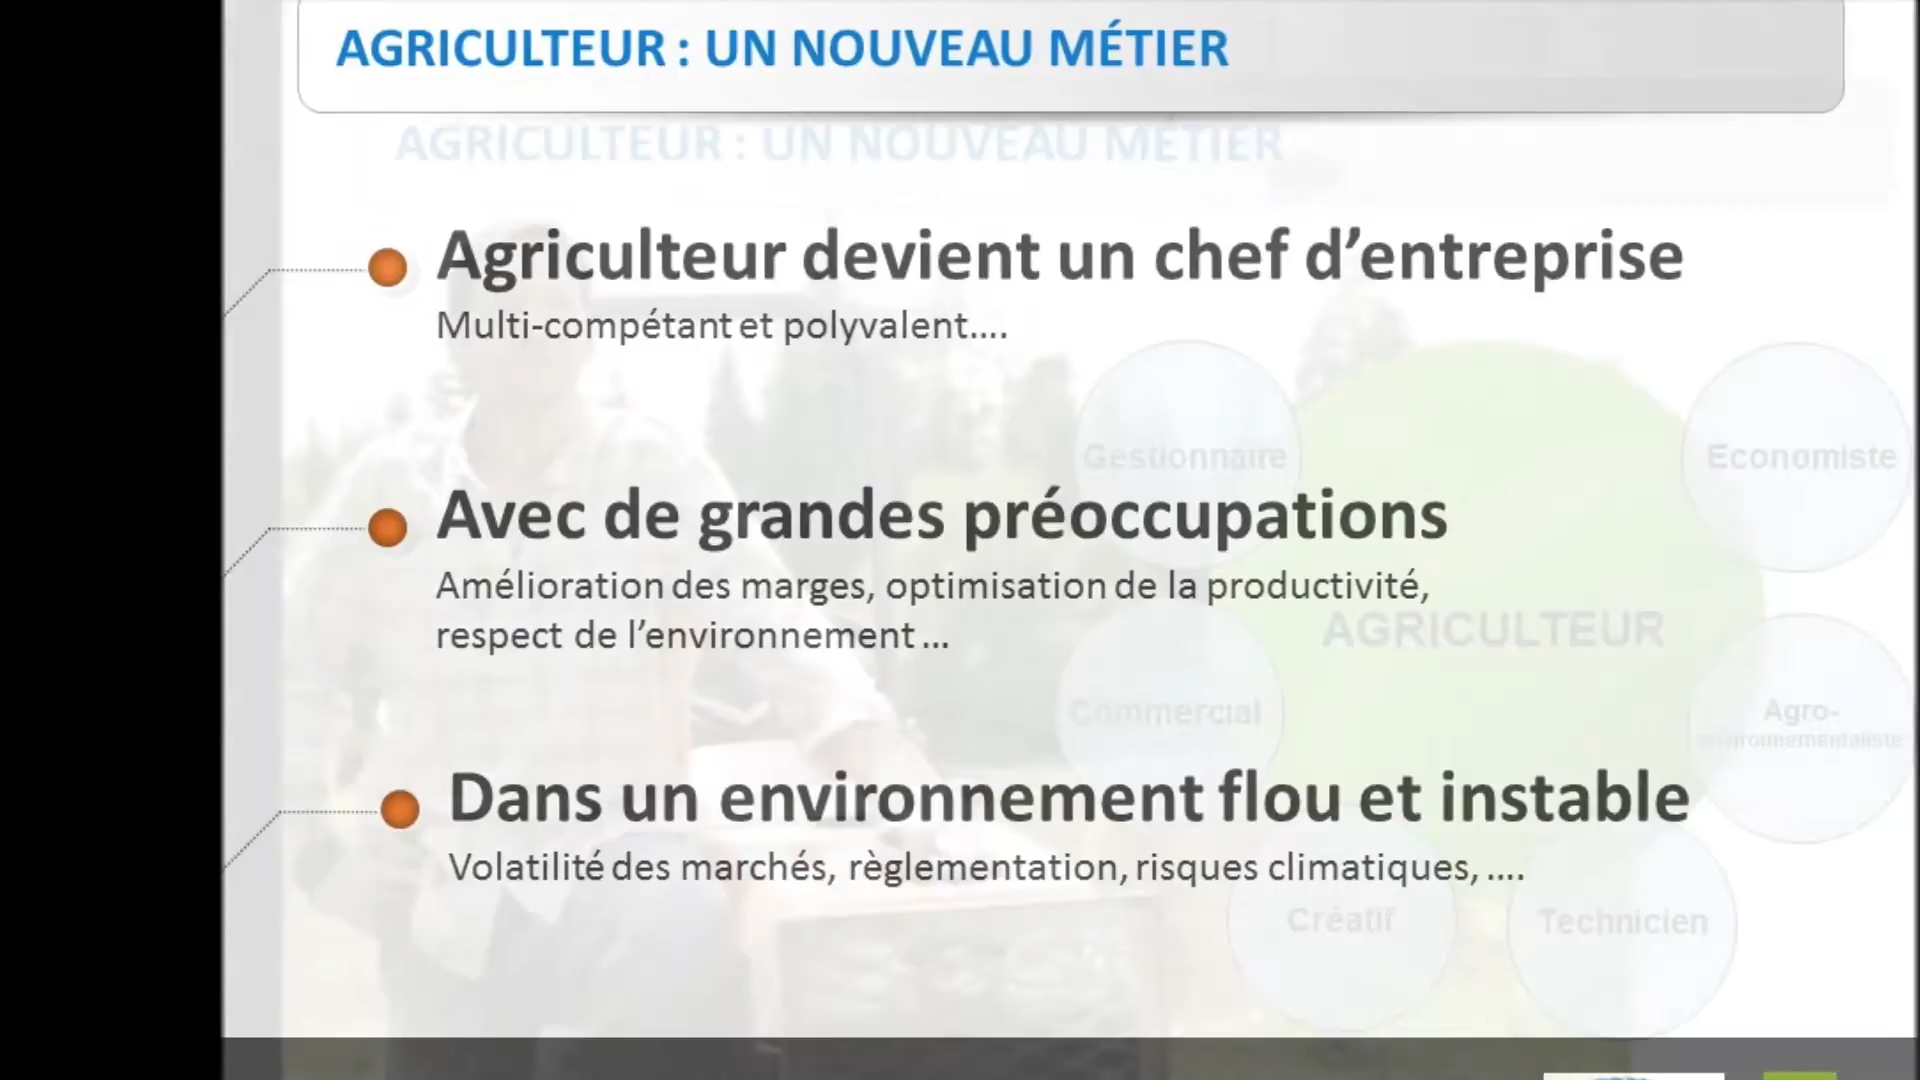 AGRICULTEUR : UN NOUVEAU MÉTIER
AGRICULTEUR : UN NOUVEAU MÉTIER
Agriculteur devient un chef d’entreprise
Multi-compétant et polyvalent....
Gestionnaire
Economiste
Avec de grandes préoccupations
Amélioration des marges, optimisation de la productivité,
respect de l’environnement ...
AGRICULTEUR
Commercial
Agro-
Dans un environnement flou et instable
Volatilité des marchés, règlementation, risques climatiques, ....
Créatif
Technicien